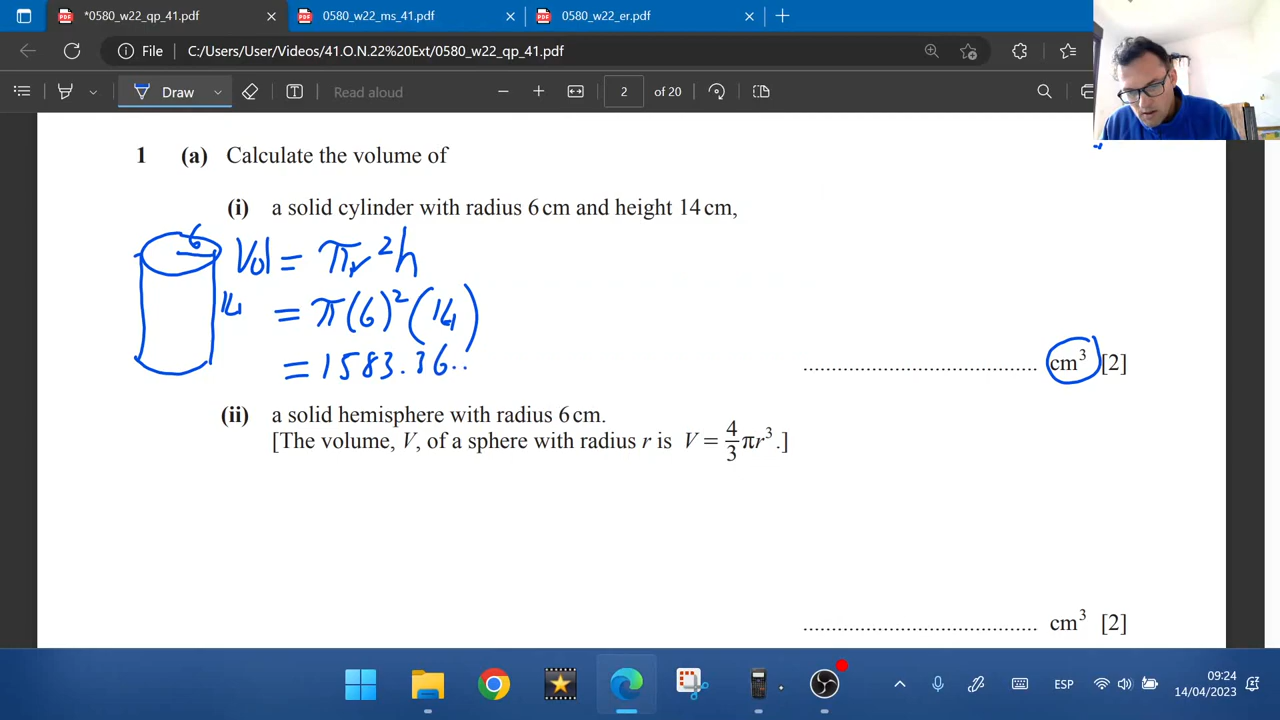 *0580_w22_qp_41.pdf
0580_w22_ms_41.pdf
0580_w22_er.pdf
File
C:/Users/User/Videos/41.O.N.22%20Ext/0580_w22_qp_41.pdf
Draw
Read aloud
2
of 20
1 (a) Calculate the volume of
(i) a solid cylinder with radius 6 cm and height 14 cm,
6
Vol = πr²h
14
= π(6)²(14)
= 1583.36..
.......................................... cm³ [2]
(ii) a solid hemisphere with radius 6 cm.
[The volume, V, of a sphere with radius r is V = 4/3 πr³.]
.......................................... cm³ [2]
ESP
09:24
14/04/2023